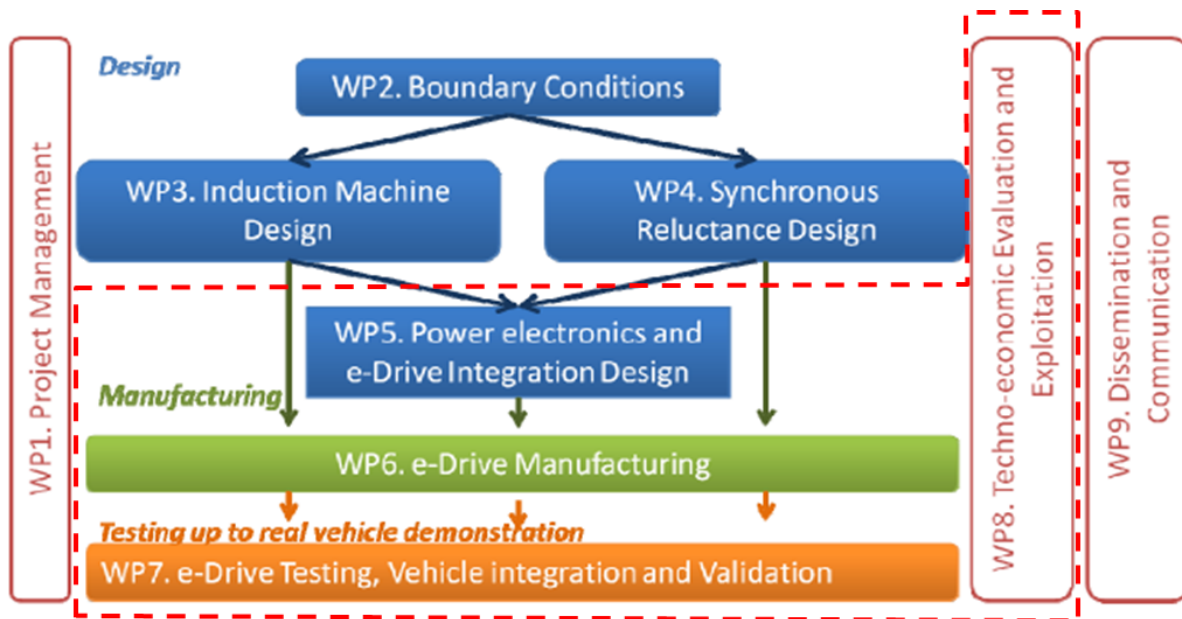 WP1. Project Management
Design
WP2. Boundary Conditions
WP3. Induction Machine
Design
WP4. Synchronous
Reluctance Design
WP5. Power electronics and
e-Drive Integration Design
Manufacturing
WP6. e-Drive Manufacturing
Testing up to real vehicle demonstration
WP7. e-Drive Testing, Vehicle integration and Validation
WP8. Techno-economic Evaluation and
Exploitation
WP9. Dissemination and
Communication